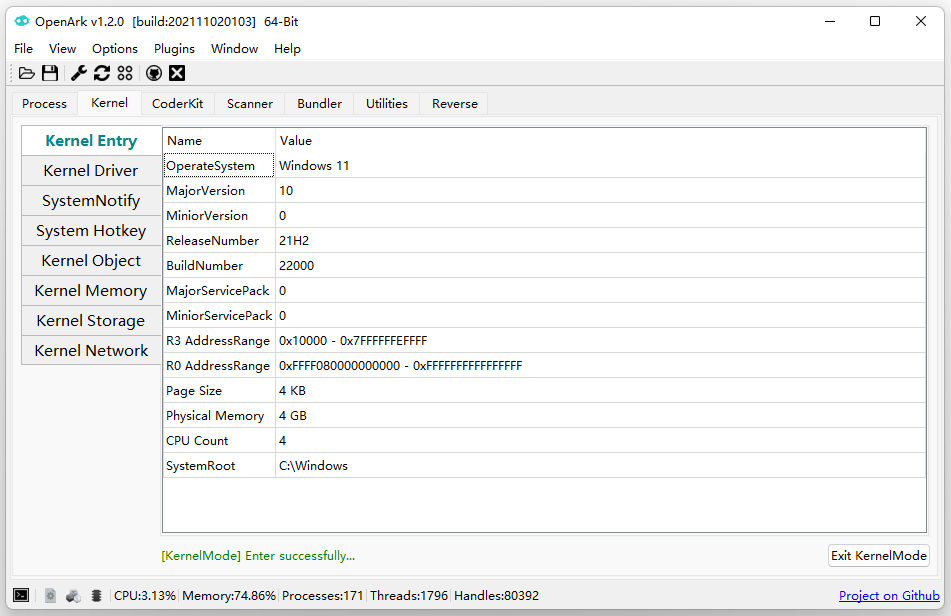 OpenArk v1.2.0 [build:202111020103] 64-Bit
File View Options Plugins Window Help
Process Kernel CoderKit Scanner Bundler Utilities Reverse
Kernel Entry
Kernel Driver
SystemNotify
System Hotkey
Kernel Object
Kernel Memory
Kernel Storage
Kernel Network
Name Value
OperateSystem Windows 11
MajorVersion 10
MiniorVersion 0
ReleaseNumber 21H2
BuildNumber 22000
MajorServicePack 0
MiniorServicePack 0
R3 AddressRange 0x10000 - 0x7FFFFFFEFFFF
R0 AddressRange 0xFFFF080000000000 - 0xFFFFFFFFFFFFFFFF
Page Size 4 KB
Physical Memory 4 GB
CPU Count 4
SystemRoot C:\Windows
[KernelMode] Enter successfully...
Exit KernelMode
CPU:3.13% Memory:74.86% Processes:171 Threads:1796 Handles:80392
Project on Github